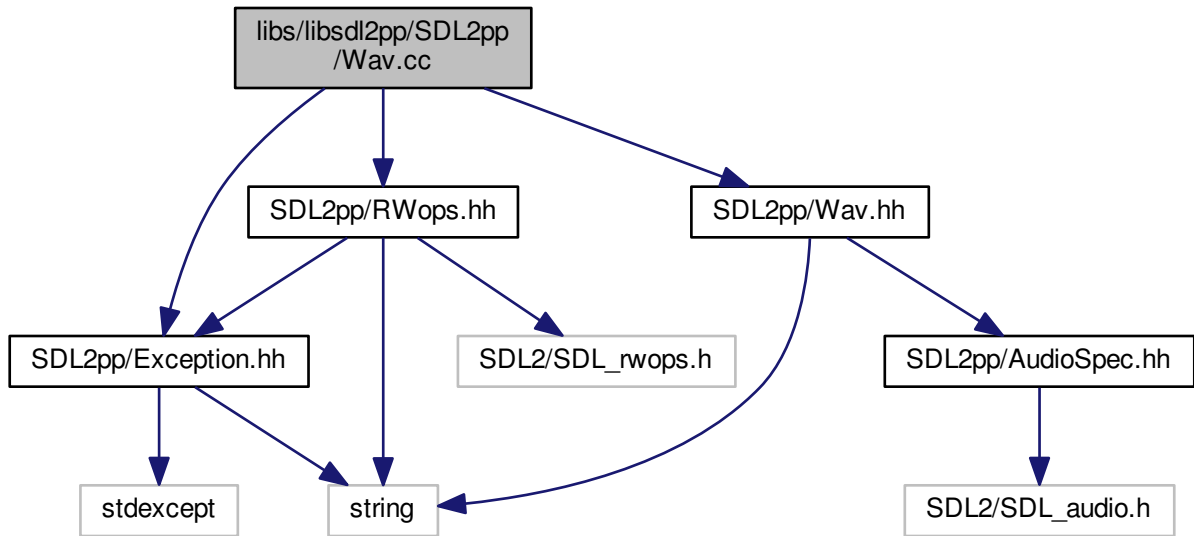 libs/libsdl2pp/SDL2pp
/Wav.cc
SDL2pp/RWops.hh
SDL2pp/Wav.hh
SDL2pp/Exception.hh
SDL2/SDL_rwops.h
SDL2pp/AudioSpec.hh
stdexcept
string
SDL2/SDL_audio.h